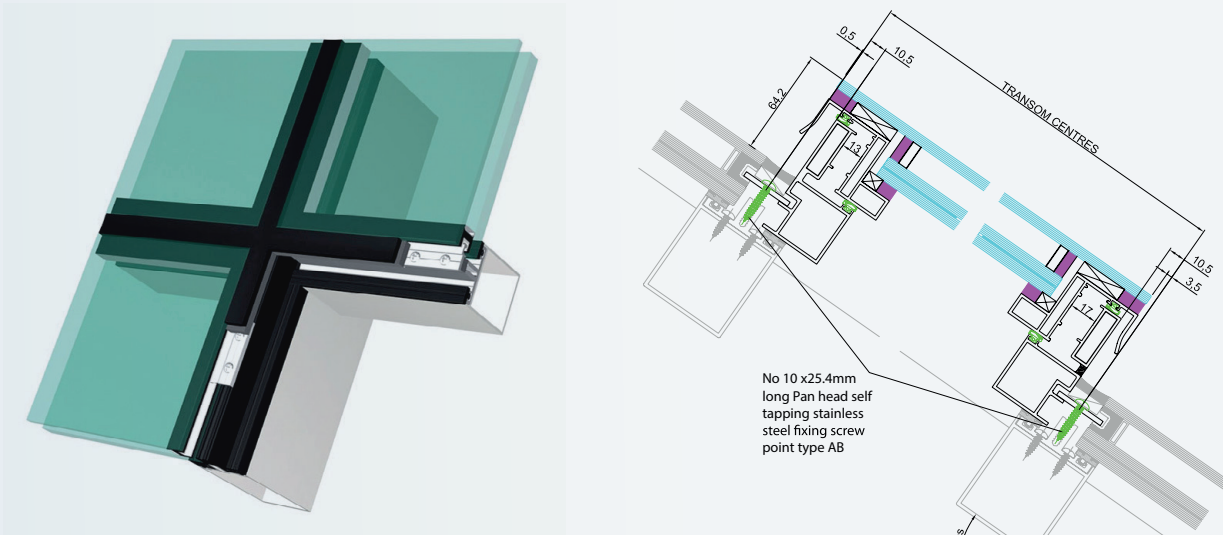 0,5
10,5
64,2
TRANSOM CENTRES
13
10,5
3,5
17
No 10 x25.4mm
long Pan head self
tapping stainless
steel fixing screw
point type AB